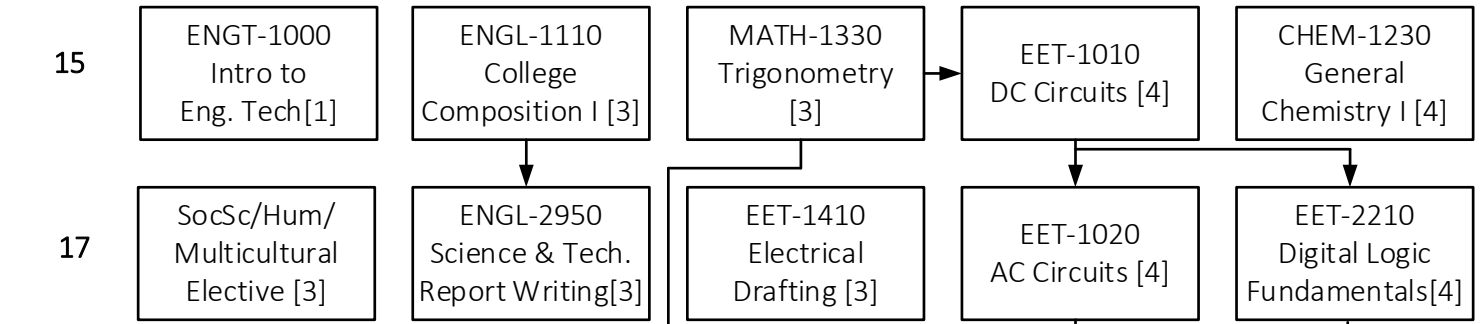 15
ENGT-1000
Intro to
Eng. Tech[1]
ENGL-1110
College
Composition I [3]
MATH-1330
Trigonometry
[3]
EET-1010
DC Circuits [4]
CHEM-1230
General
Chemistry I [4]
17
SocSc/Hum/
Multicultural
Elective [3]
ENGL-2950
Science & Tech.
Report Writing[3]
EET-1410
Electrical
Drafting [3]
EET-1020
AC Circuits [4]
EET-2210
Digital Logic
Fundamentals[4]